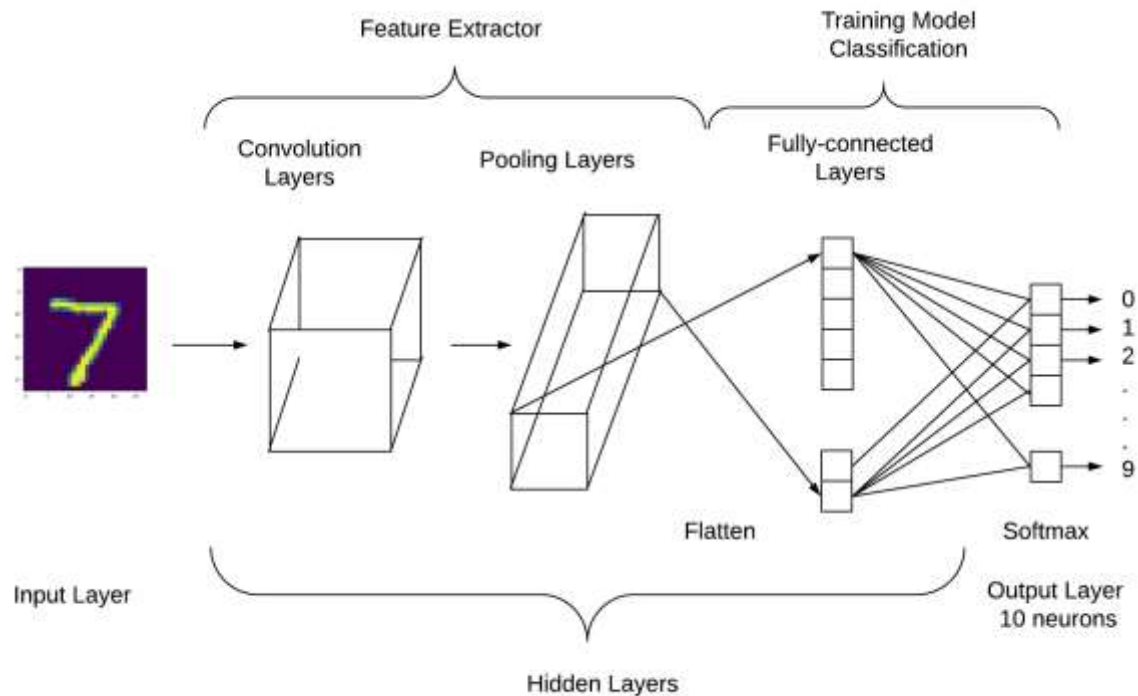 Feature Extractor
Training Model
Classification
Convolution
Layers
Pooling Layers
Fully-connected
Layers
0
1
2
.
.
.
9
Flatten
Softmax
Input Layer
Output Layer
10 neurons
Hidden Layers